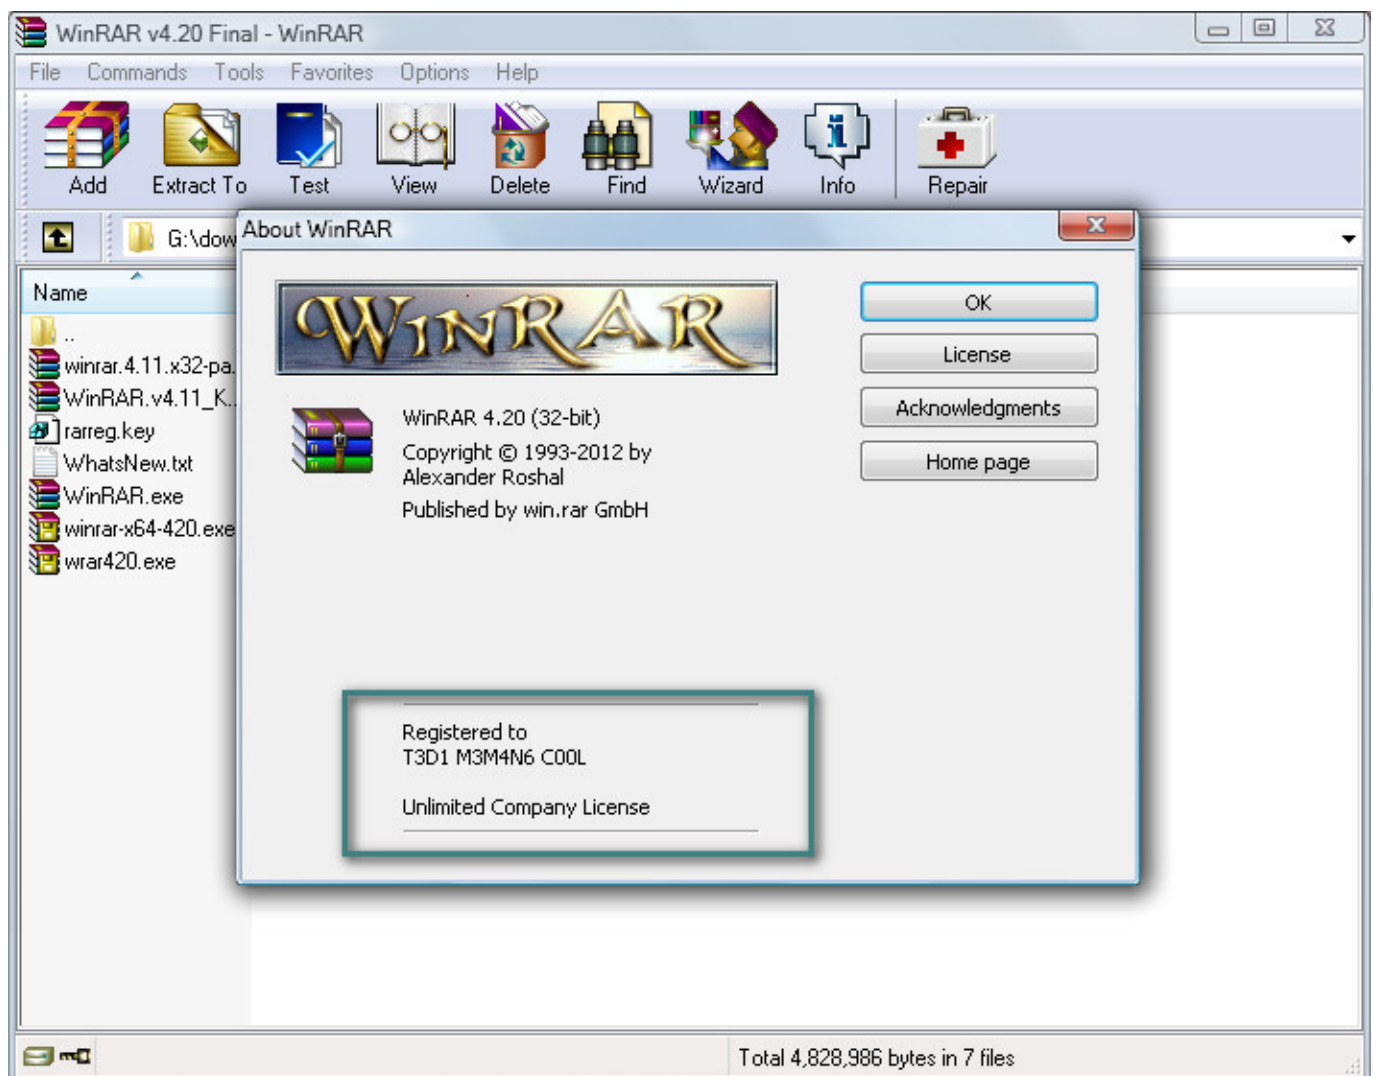 WinRAR v4.20 Final - WinRAR
File Commands Tools Favorites Options Help
Add Extract To Test View Delete Find Wizard Info Repair
G:\dow
About WinRAR
Name
..
winrar.4.11.x32-pa..
WinRAR.v4.11_K..
rarreg.key
WhatsNew.txt
WinRAR.exe
winrar-x64-420.exe
wrar420.exe
WINRAR
WinRAR 4.20 (32-bit)
Copyright © 1993-2012 by
Alexander Roshal
Published by win.rar GmbH
OK
License
Acknowledgments
Home page
Registered to
T3D1 M3M4N6 C00L
Unlimited Company License
Total 4,828,986 bytes in 7 files